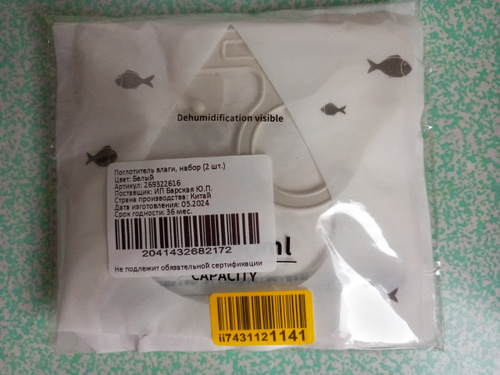 Dehumidification visible
Поглотитель влаги, набор (2 шт.)
Цвет: Белый
Артикул: 269322616
Поставщик: ИП Барская Ю.П.
Страна производства: Китай
Дата изготовления: 05.2024
Срок годности: 36 мес.
2041432682172
Не подлежит обязательной сертификации
ml
CAPACITY
ii7431121141